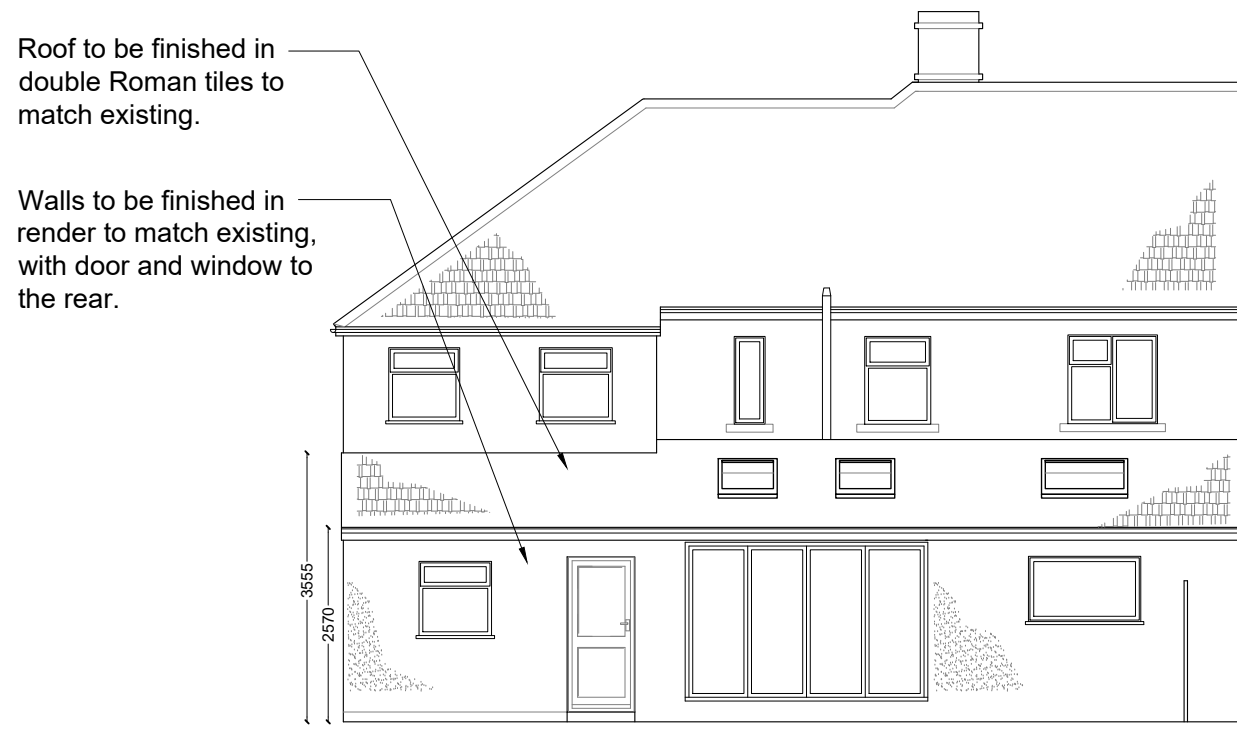 Roof to be finished in
double Roman tiles to
match existing.
Walls to be finished in
render to match existing,
with door and window to
the rear.
3555
2570